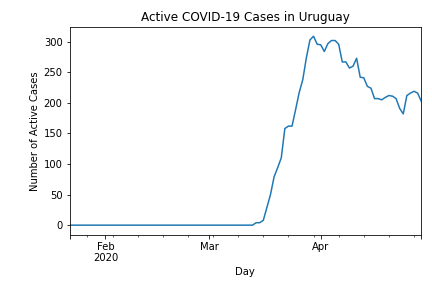 Active COVID-19 Cases in Uruguay
300
250
200
150
100
50
0
Number of Active Cases
Feb
2020
Mar
Apr
Day